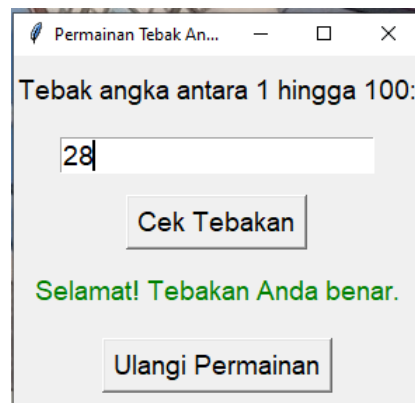 Permainan Tebak An...
Tebak angka antara 1 hingga 100:
28
Cek Tebakan
Selamat! Tebakan Anda benar.
Ulangi Permainan